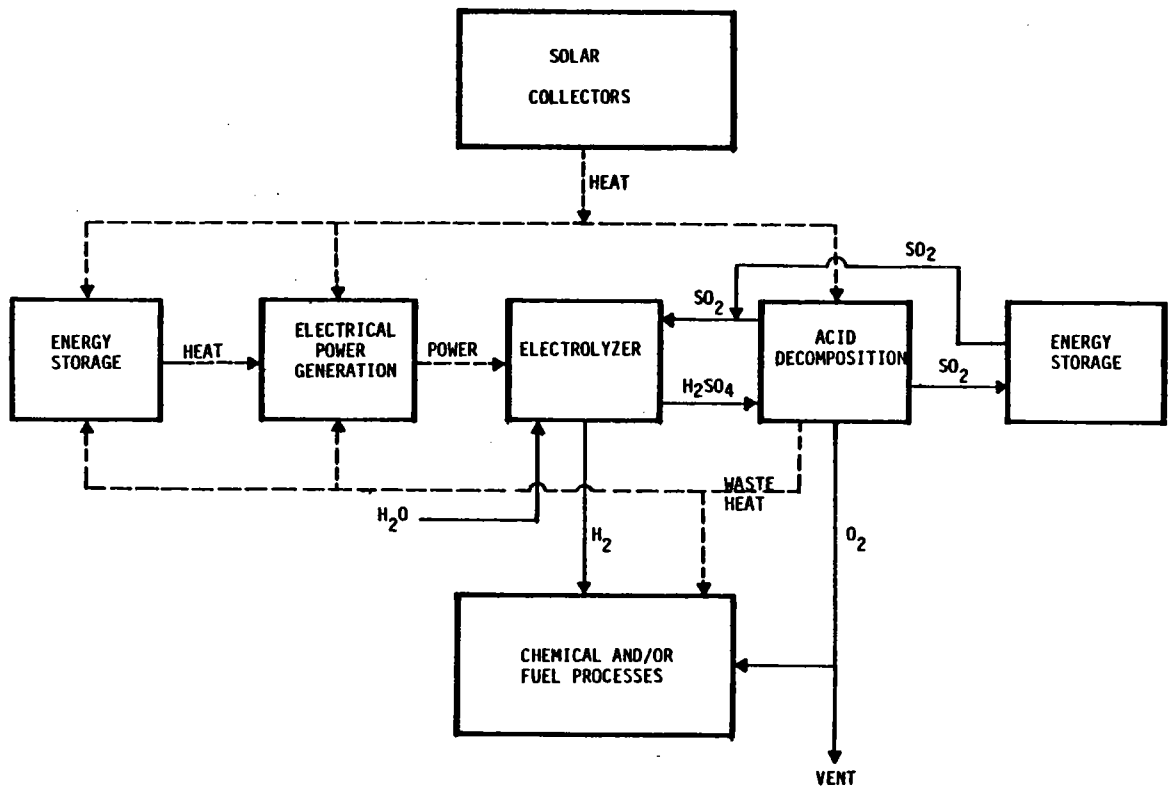 SOLAR
COLLECTORS
HEAT
SO2
SO2
ENERGY
STORAGE
HEAT
ELECTRICAL
POWER
GENERATION
POWER
ELECTROLYZER
H2SO4
ACID
DECOMPOSITION
SO2
ENERGY
STORAGE
WASTE
HEAT
H2O
H2
O2
CHEMICAL AND/OR
FUEL PROCESSES
VENT